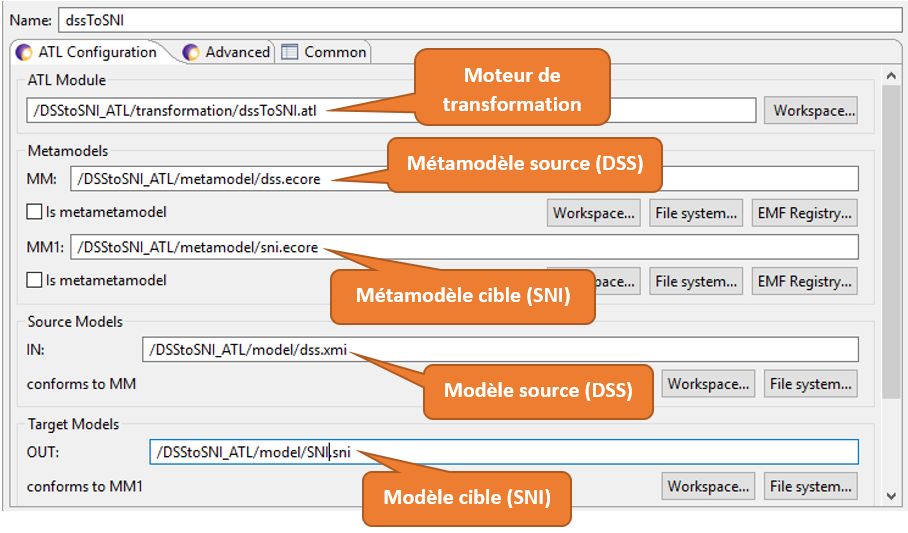 Name: dssToSNI
ATL Configuration Advanced Common
ATL Module
Moteur de
transformation
/DSStoSNI_ATL/transformation/dssToSNI.atl Workspace...
Metamodels
Métamodèle source (DSS)
MM: /DSStoSNI_ATL/metamodel/dss.ecore
Is metametamodel Workspace... File system... EMF Registry...
MM1: /DSStoSNI_ATL/metamodel/sni.ecore
Is metametamodel pace... File system... EMF Registry...
Métamodèle cible (SNI)
Source Models
IN: /DSStoSNI_ATL/model/dss.xmi
conforms to MM Workspace... File system...
Modèle source (DSS)
Target Models
OUT: /DSStoSNI_ATL/model/SNI.sni
conforms to MM1 Workspace... File system...
Modèle cible (SNI)